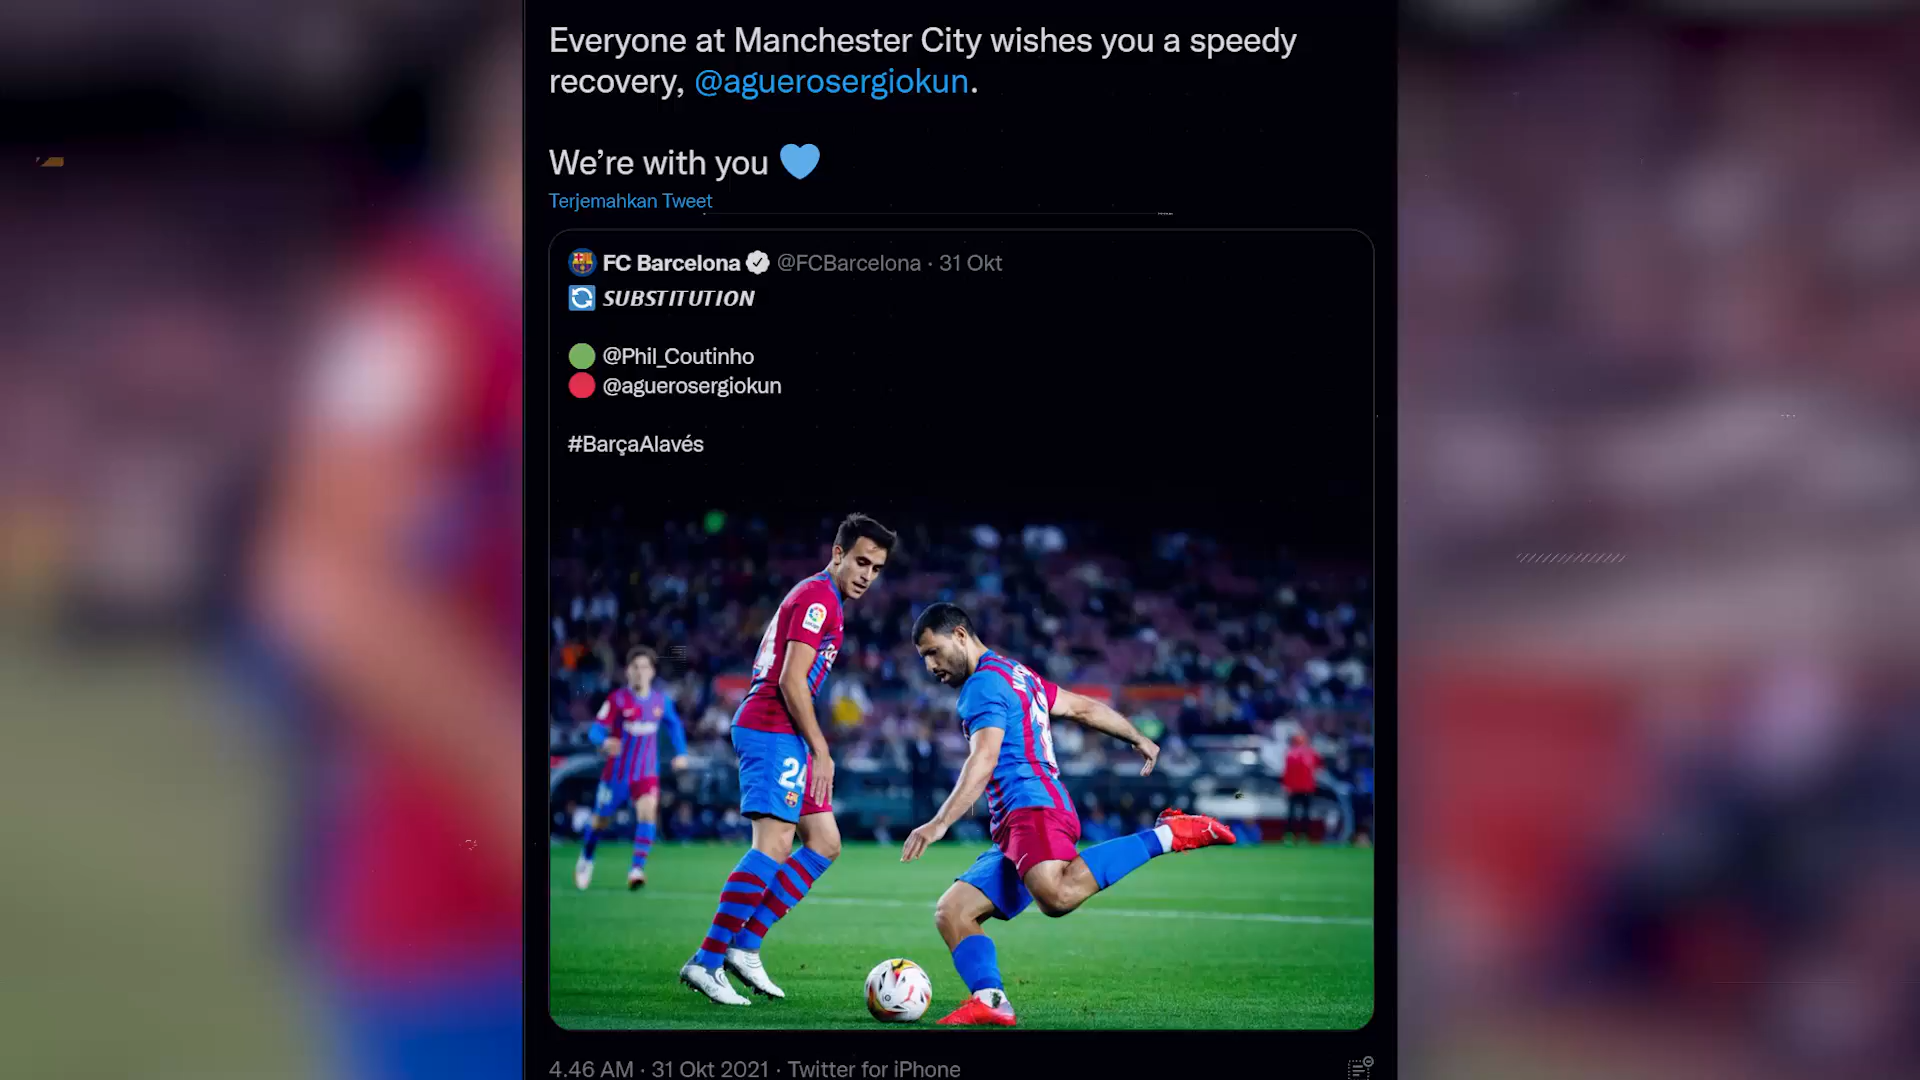 Everyone at Manchester City wishes you a speedy
recovery, @aguerosergiokun.
We’re with you
Terjemahkan Tweet
FC Barcelona @FCBarcelona · 31 Okt
SUBSTITUTION
@Phil_Coutinho
@aguerosergiokun
#BarçaAlavés
24
4.46 AM · 31 Okt 2021 · Twitter for iPhone